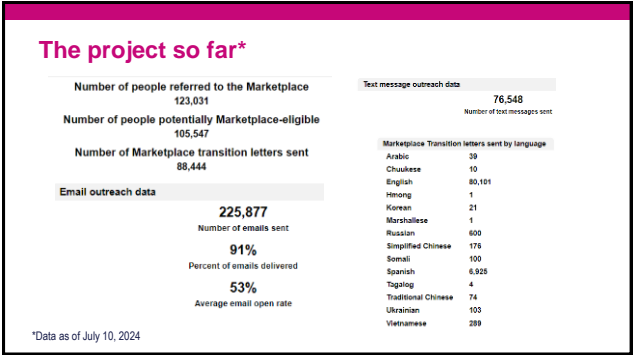 The project so far*
Number of people referred to the Marketplace
123,031
Number of people potentially Marketplace-eligible
105,547
Number of Marketplace transition letters sent
88,444
Email outreach data
225,877
Number of emails sent
91%
Percent of emails delivered
53%
Average email open rate
Text message outreach data
76,548
Number of text messages sent
Marketplace Transition letters sent by language
Arabic 39
Chuukese 10
English 80,101
Hmong 1
Korean 21
Marshallese 1
Russian 600
Simplified Chinese 176
Somali 100
Spanish 6,925
Tagalog 4
Traditional Chinese 74
Ukrainian 103
Vietnamese 289
*Data as of July 10, 2024